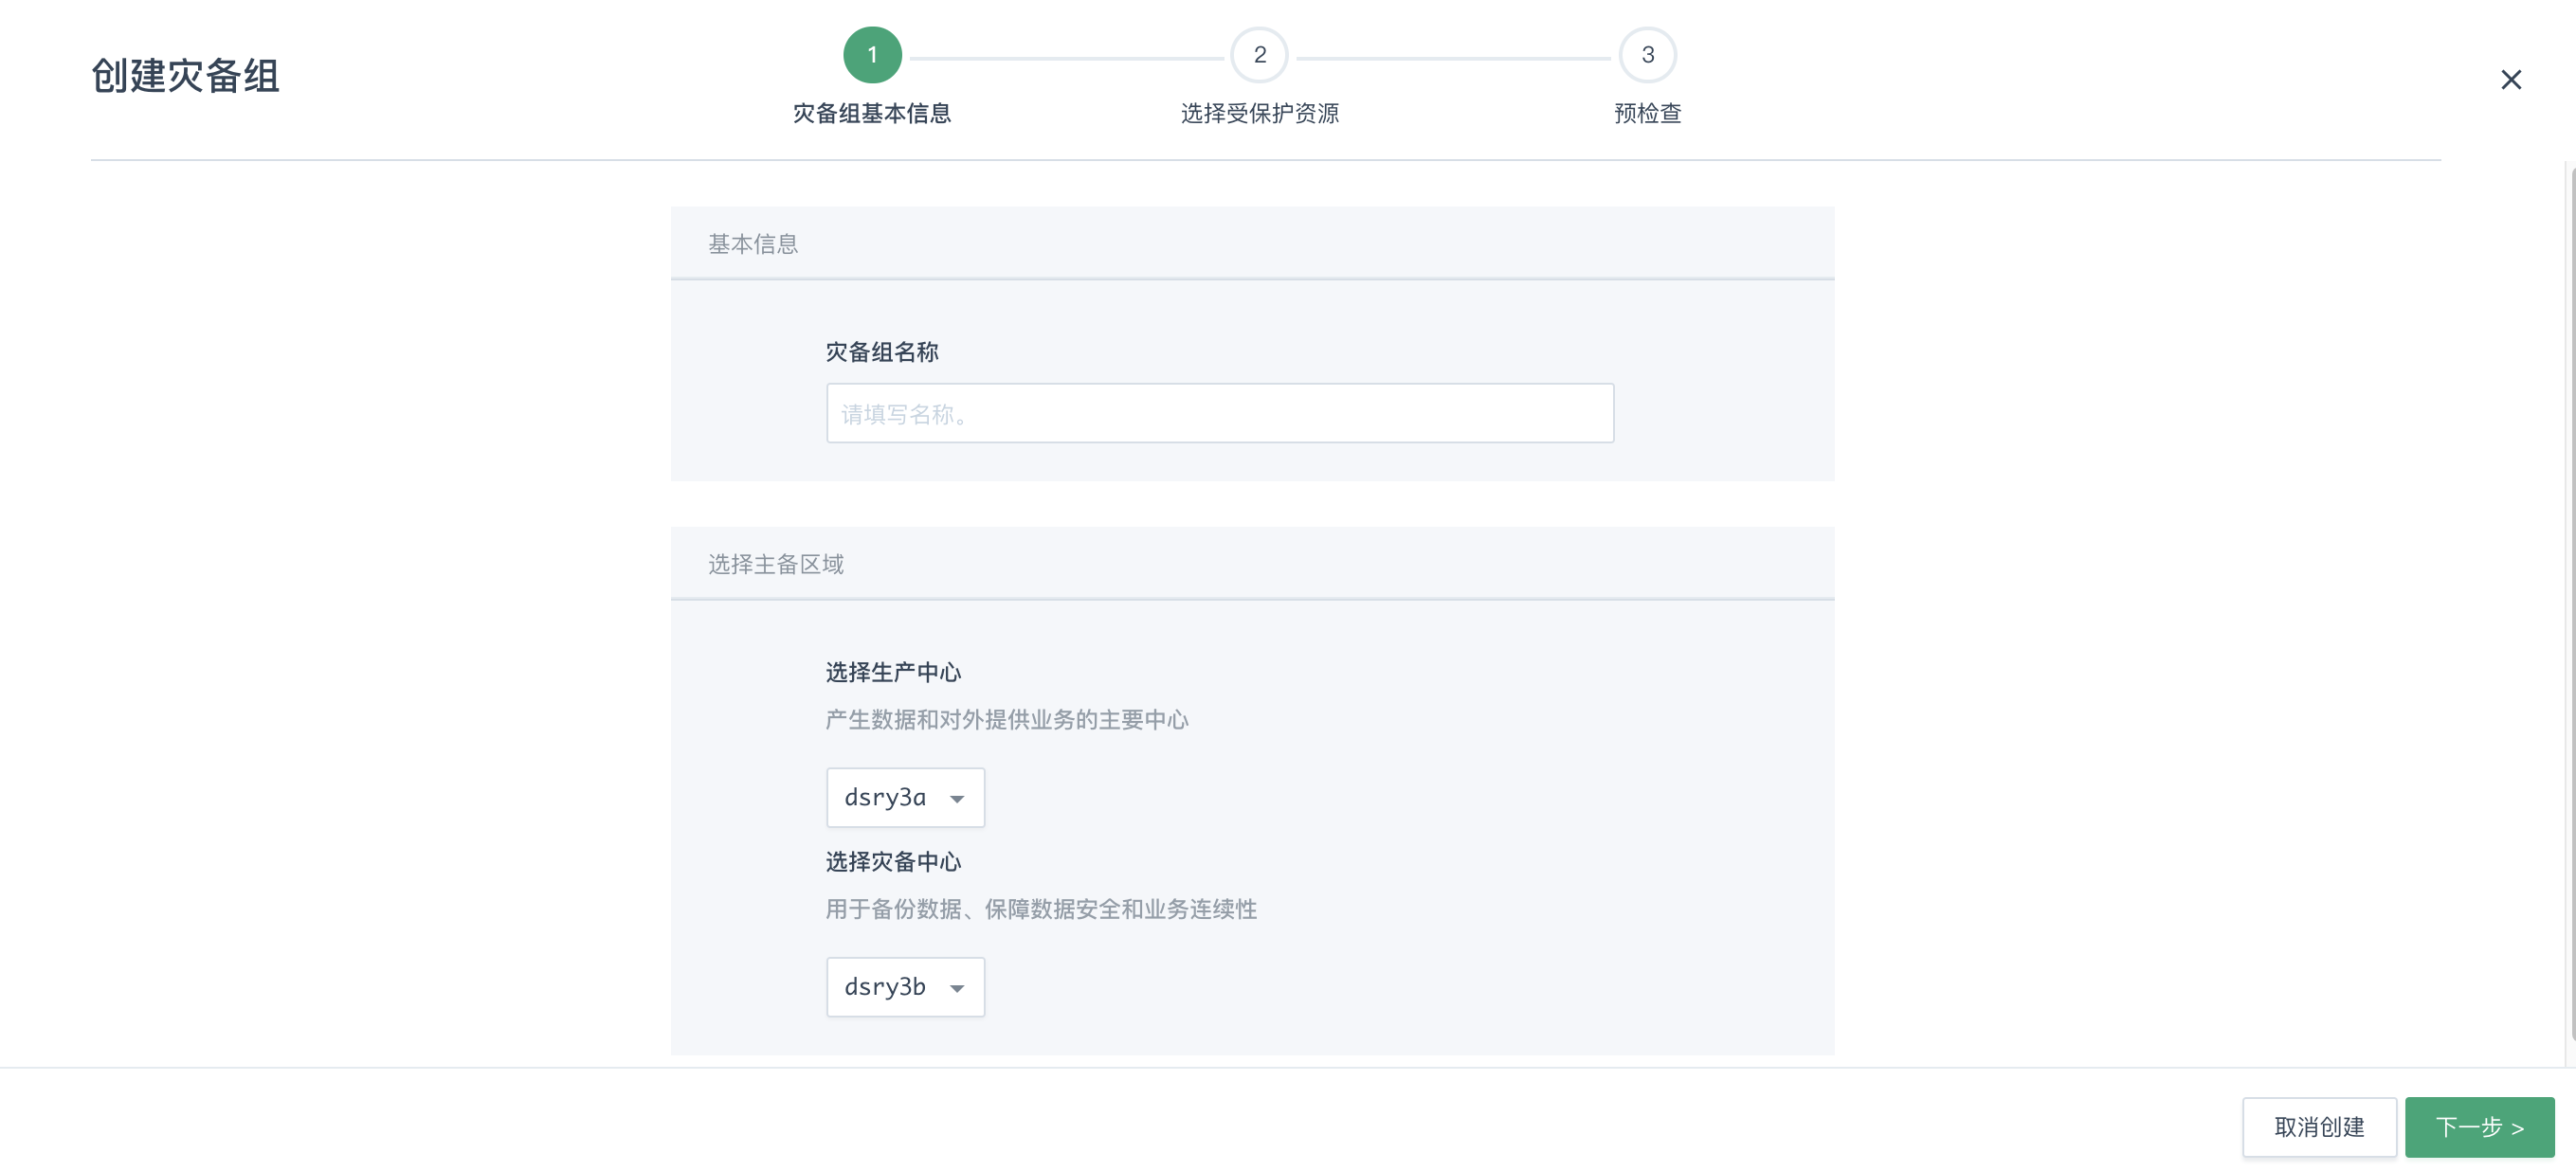 创建灾备组
1
2
3
灾备组基本信息
选择受保护资源
预检查
基本信息
灾备组名称
请填写名称。
选择主备区域
选择生产中心
产生数据和对外提供业务的主要中心
dsry3a
选择灾备中心
用于备份数据、保障数据安全和业务连续性
dsry3b
取消创建
下一步 >